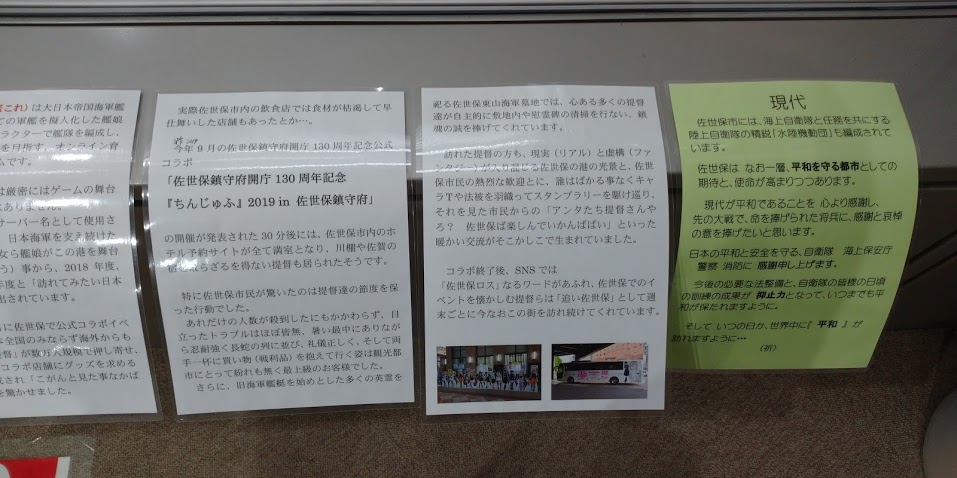 これ）は大日本帝国海軍艦
ての軍艦を擬人化した艦娘
ラクターで艦隊を編成し、
を目指す、オンライン育
ムです。
は厳密にはゲームの舞台
はありません。
サーバー名として使用さ
日本海軍を支え続けた
女ら艦娘がこの港を舞台
う）事から、2018 年度、
年度と「訪れてみたい日本
出されています。
に佐世保で公式コラボイベ
全国のみならず海外からも
督）が数万人規模で押し寄せ、
コラボ店舗にグッズを求める
され「こがんと見た事なかば
を驚かせました。
実際佐世保市内の飲食店では食材が枯渇して早
仕舞いした店舗もあったとか…。
今年 9 月の佐世保鎮守府開庁 130 周年記念公式
コラボ
「佐世保鎮守府開庁 130 周年記念
『ちんじゅふ』2019 in 佐世保鎮守府」
の開催が発表された 30 分後には、佐世保市内のホ
テル予約サイトが全て満室となり、川棚や佐賀の
宿を取らざるを得ない提督も居られたそうです。
特に佐世保市民が驚いたのは提督達の節度を保
った行動でした。
あれだけの人数が殺到したにもかかわらず、目
立ったトラブルはほぼ皆無、暑い最中にありなが
ら忍耐強く長蛇の列に並び、礼儀正しく、そして両
手一杯に買い物（戦利品）を抱えて行く姿は観光都
市にとって紛れも無く最上級のお客様でした。
さらに、旧海軍艦艇を始めとした多くの英霊を
祀る佐世保東山海軍墓地では、心ある多くの提督
達が自主的に敷地内や慰霊碑の清掃を行ない、鎮
魂の誠を捧げてくれています。
訪れた提督の方も、現実（リアル）と虚構（ファ
ンタジー）が入り混じる佐世保の港の光景と、佐世
保市民の熱烈な歓迎とに、誰はばかる事なくキャ
ラTや法被を羽織ってスタンプラリーを駆け巡り、
それを見た市民からの「アンタたち提督さんや
ろ？　佐世保ば楽しんでいかんばばい」といった
暖かい交流がそこかしこで生まれていました。
コラボ終了後、SNS では
「佐世保ロス」なるワードがあふれ、佐世保でのイ
ベントを懐かしむ提督らは「追い佐世保」として週
末ごとに今なおこの街を訪れ続けてくれています。
現代
佐世保市には、海上自衛隊と任務を共にする
陸上自衛隊の精鋭「水陸機動団」も編成されて
います。
佐世保は なお一層、平和を守る都市としての
期待と、使命が高まりつつあります。
現代が平和であることを 心より感謝し、
先の大戦で、命を捧げられた将兵に、感謝と哀悼
の意を捧げたいと思います。
日本の平和と安全を守る、自衛隊　海上保安庁
警察 消防に 感謝申し上げます。
今後の必要な法整備と、自衛隊の皆様の日頃
の訓練の成果が 抑止力となって、いつまでも平
和が保たれますように。
そして いつの日か、世界中に『 平和 』が
訪れますように…
（祈）